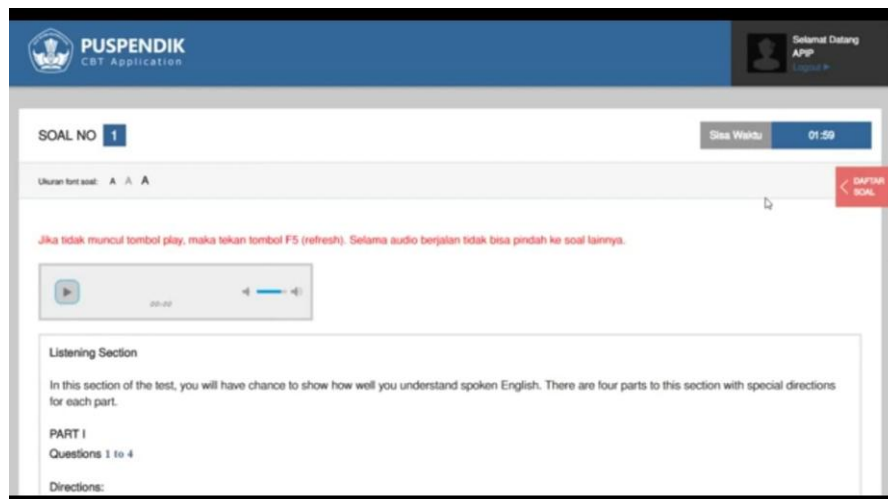 PUSPENDIK
CBT Application
Selamat Datang
APIP
Logout
SOAL NO 1
Sisa Waktu 01:59
Ukuran font soal: A A A
DAFTAR
SOAL
Jika tidak muncul tombol play, maka tekan tombol F5 (refresh). Selama audio berjalan tidak bisa pindah ke soal lainnya.
00:00
Listening Section
In this section of the test, you will have chance to show how well you understand spoken English. There are four parts to this section with special directions
for each part.
PART I
Questions 1 to 4
Directions: